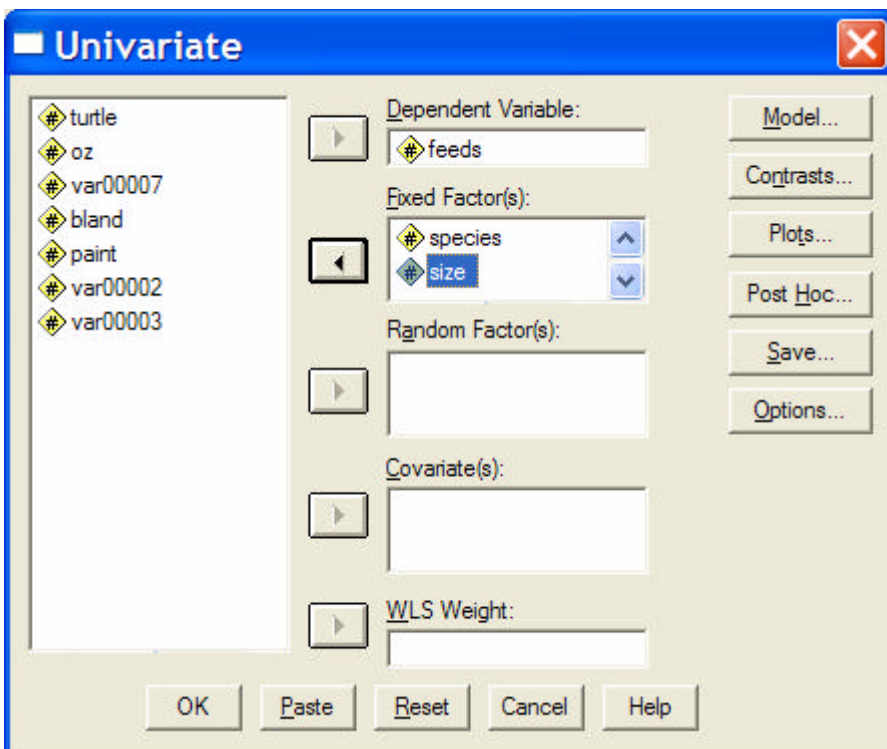 Univariate
turtle
oz
var00007
bland
paint
var00002
var00003
Dependent Variable:
feeds
Fixed Factor(s):
species
size
Random Factor(s):
Covariate(s):
WLS Weight:
Model...
Contrasts...
Plots...
Post Hoc...
Save...
Options...
OK Paste Reset Cancel Help